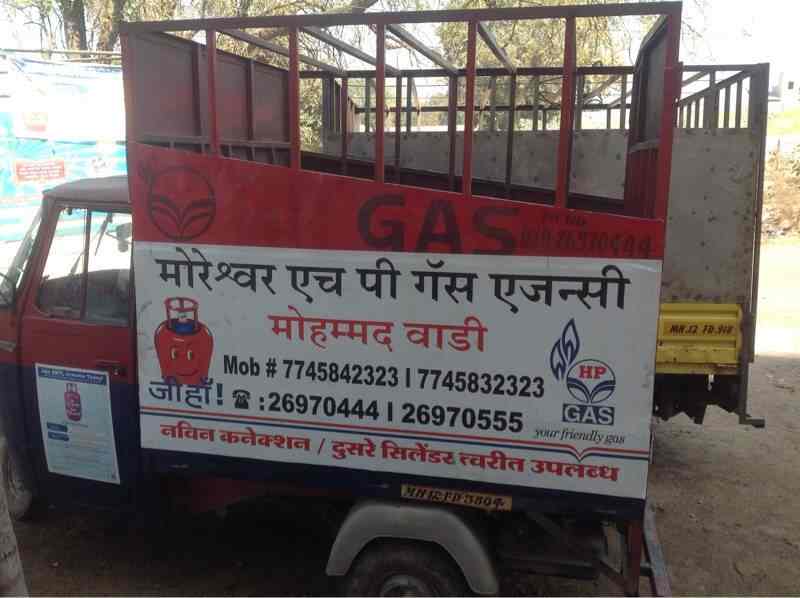 GAS
मोरेश्वर एच पी गॅस एजन्सी
मोहम्मद वाडी
Mob # 7745842323 | 7745832323
HP
जीहाँ! ☎ : 26970444 | 26970555
GAS
your friendly gas
नविन कनेक्शन / दुसरे सिलेंडर त्वरीत उपलब्ध